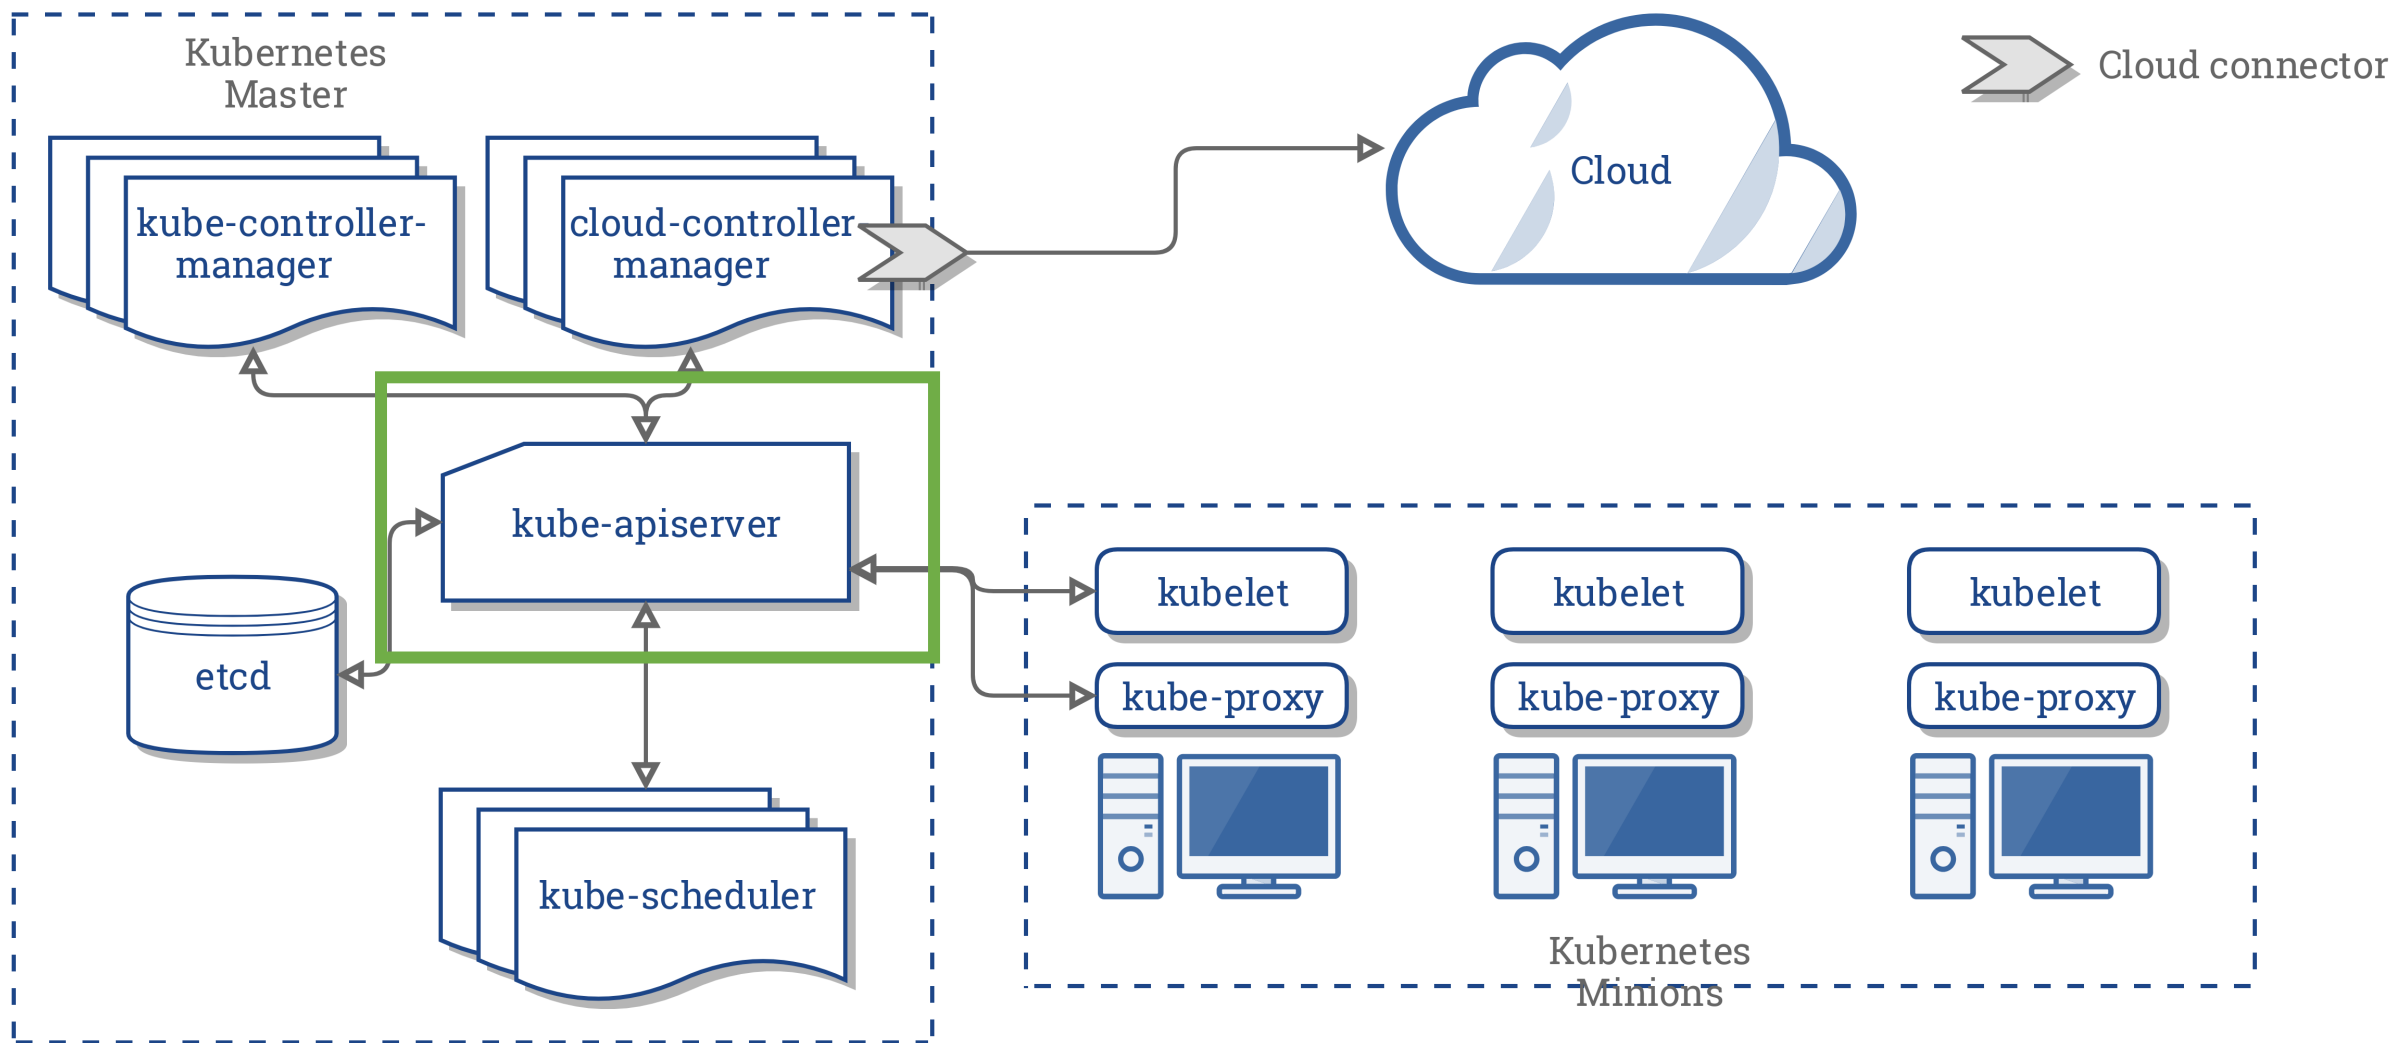 Kubernetes
Master
Cloud connector
kube-controller-
manager
cloud-controller
manager
Cloud
kube-apiserver
etcd
kube-scheduler
kubelet
kubelet
kubelet
kube-proxy
kube-proxy
kube-proxy
Kubernetes
Minions